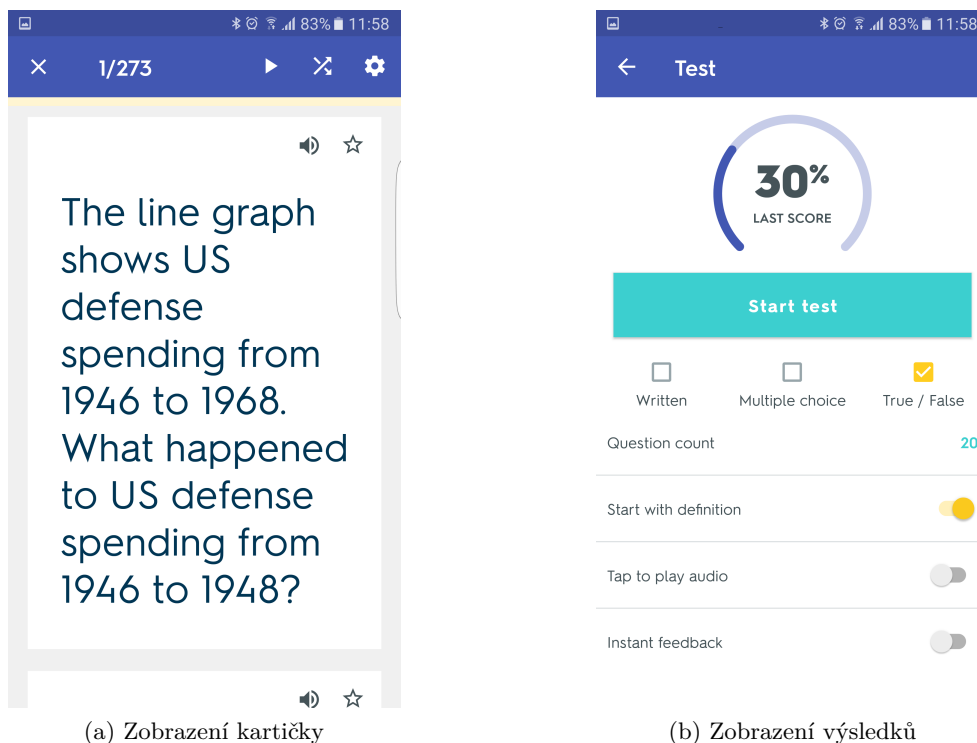 83% 11:58
1/273
The line graph
shows US
defense
spending from
1946 to 1968.
What happened
to US defense
spending from
1946 to 1948?
(a) Zobrazení kartičky
83% 11:58
Test
30%
LAST SCORE
Start test
Written Multiple choice True / False
Question count 20
Start with definition
Tap to play audio
Instant feedback
(b) Zobrazení výsledků